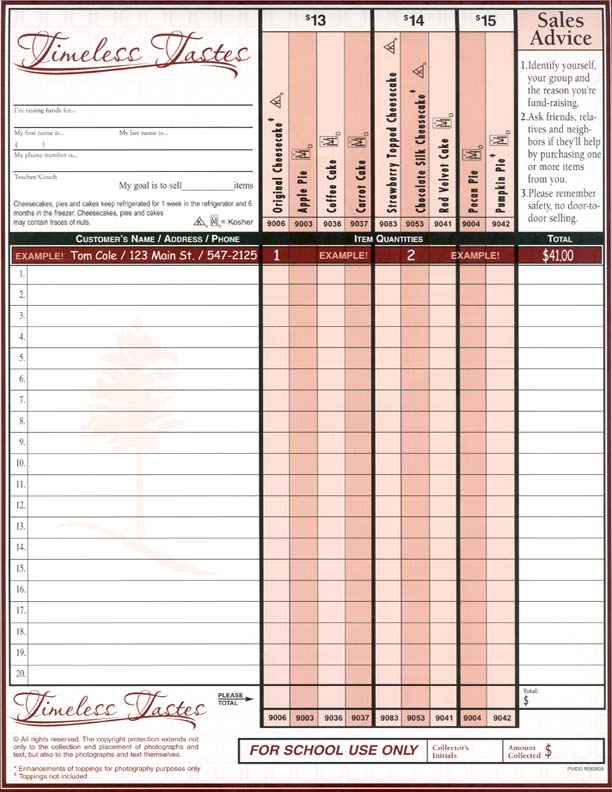 $13
$14
$15
Sales
Advice
Timeless Tastes
1.Identify yourself,
your group and
the reason you're
fund-raising.
2.Ask friends, rela-
tives and neigh-
bors if they'll help
by purchasing one
or more items
from you.
3.Please remember
safety, no door-to-
door selling.
I'm raising funds for...
My first name is... My last name is...
( )
My phone number is...
Teacher/Coach
My goal is to sell________items
Cheesecakes, pies and cakes keep refrigerated for 1 week in the refrigerator and 6
months in the freezer. Cheesecakes, pies and cakes
may contain traces of nuts.
= Kosher
Original Cheesecake‡
Apple Pie
Coffee Cake
Carrot Cake
Strawberry Topped Cheesecake
Chocolate Silk Cheesecake*
Red Velvet Cake
Pecan Pie
Pumpkin Pie*
9006 9003 9036 9037 9083 9053 9041 9004 9042
CUSTOMER'S NAME / ADDRESS / PHONE ITEM QUANTITIES TOTAL
EXAMPLE! Tom Cole / 123 Main St. / 547-2125 1 EXAMPLE! 2 EXAMPLE! $41.00
1.
2.
3.
4.
5.
6.
7.
8.
9.
10.
11.
12.
13.
14.
15.
16.
17.
18.
19.
20.
Timeless Tastes
PLEASE
TOTAL
Total:
$
9006 9003 9036 9037 9083 9053 9041 9004 9042
© All rights reserved. The copyright protection extends not
only to the collection and placement of photographs and
text, but also to the photographs and text themselves.
* Enhancements of toppings for photography purposes only
‡ Toppings not included
FOR SCHOOL USE ONLY
Collector's
Initials
Amount
Collected $